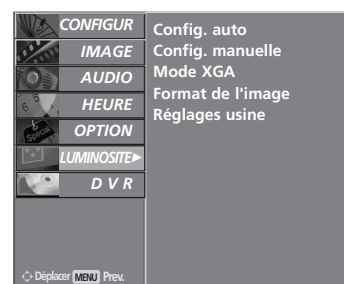 CONFIGUR
IMAGE
AUDIO
HEURE
OPTION
Special
LUMINOSITE►
D V R
Config. auto
Config. manuelle
Mode XGA
Format de l'image
Réglages usine
Déplacer MENU Prev.